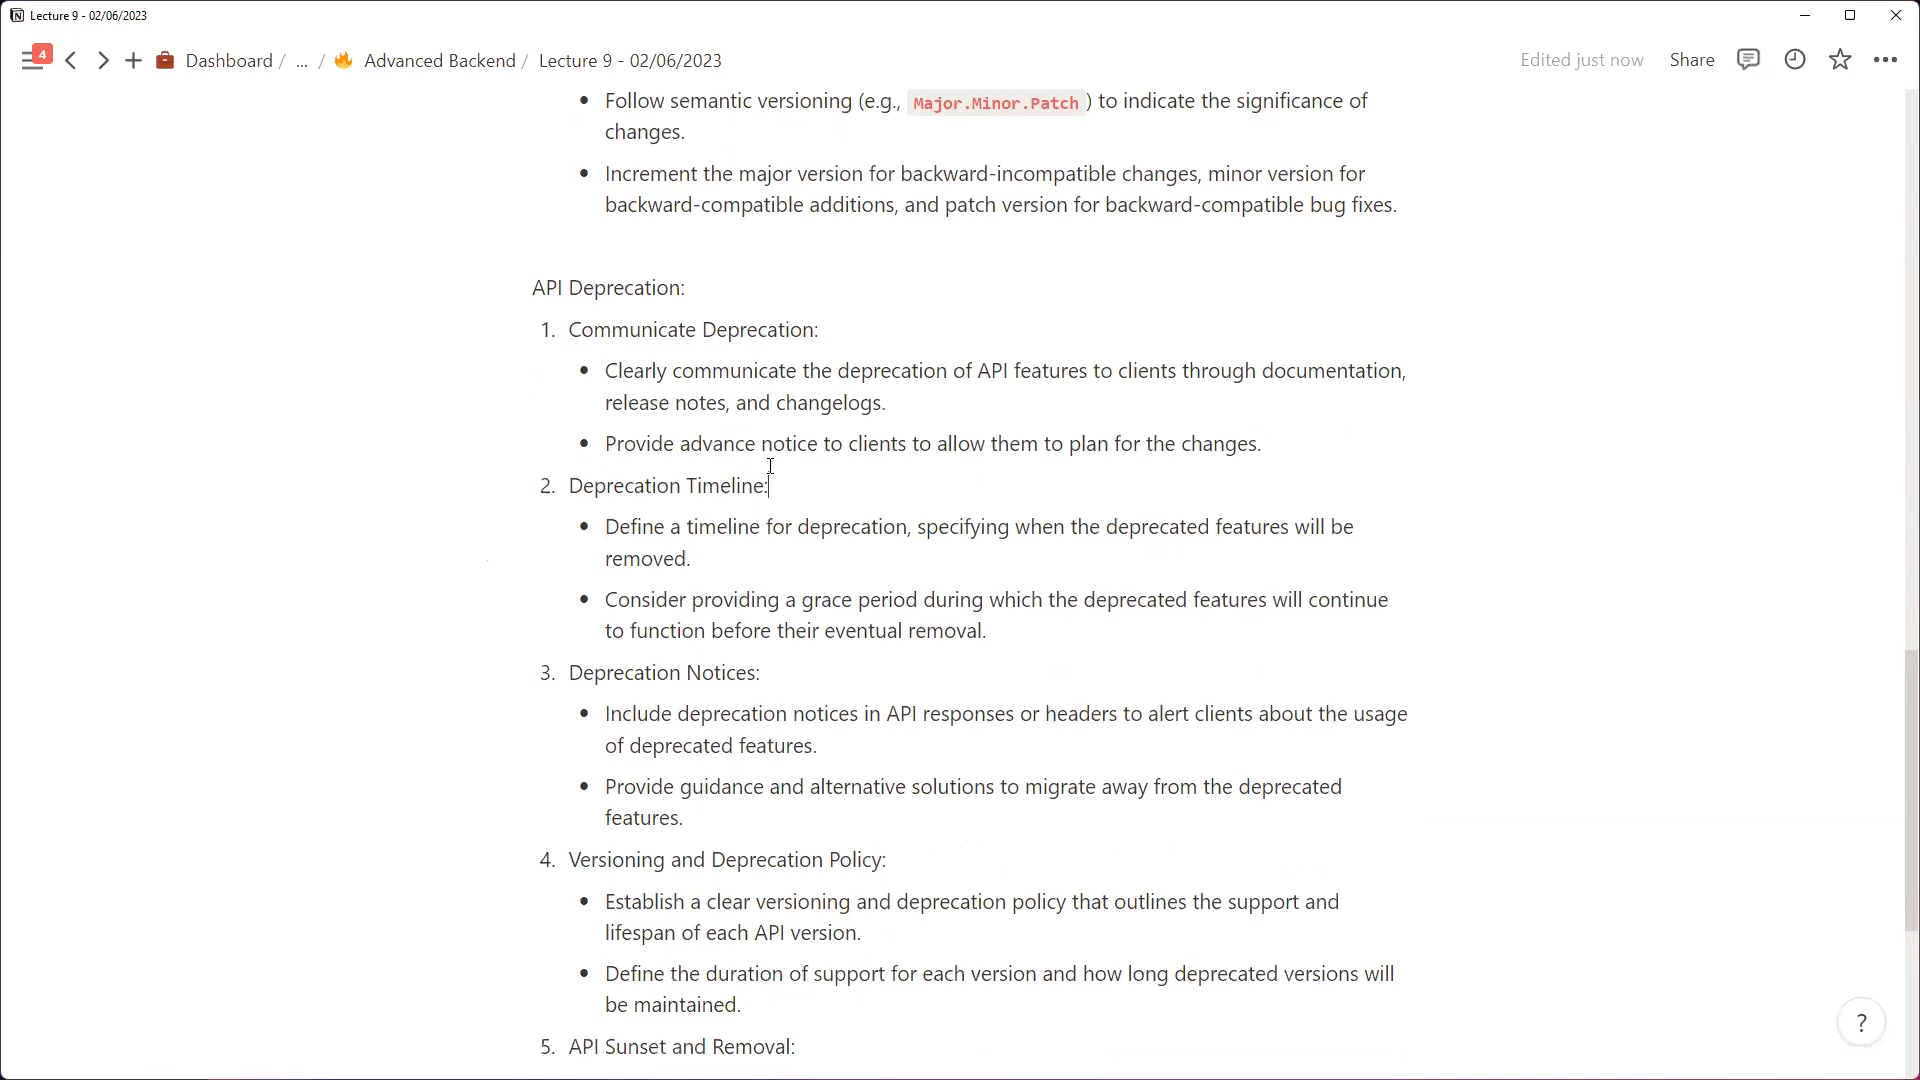 Lecture 9 - 02/06/2023
4
Dashboard / ... / Advanced Backend / Lecture 9 - 02/06/2023
Edited just now Share
• Follow semantic versioning (e.g., Major.Minor.Patch ) to indicate the significance of
changes.
• Increment the major version for backward-incompatible changes, minor version for
backward-compatible additions, and patch version for backward-compatible bug fixes.
API Deprecation:
1. Communicate Deprecation:
• Clearly communicate the deprecation of API features to clients through documentation,
release notes, and changelogs.
• Provide advance notice to clients to allow them to plan for the changes.
2. Deprecation Timeline:
• Define a timeline for deprecation, specifying when the deprecated features will be
removed.
• Consider providing a grace period during which the deprecated features will continue
to function before their eventual removal.
3. Deprecation Notices:
• Include deprecation notices in API responses or headers to alert clients about the usage
of deprecated features.
• Provide guidance and alternative solutions to migrate away from the deprecated
features.
4. Versioning and Deprecation Policy:
• Establish a clear versioning and deprecation policy that outlines the support and
lifespan of each API version.
• Define the duration of support for each version and how long deprecated versions will
be maintained.
5. API Sunset and Removal:
?